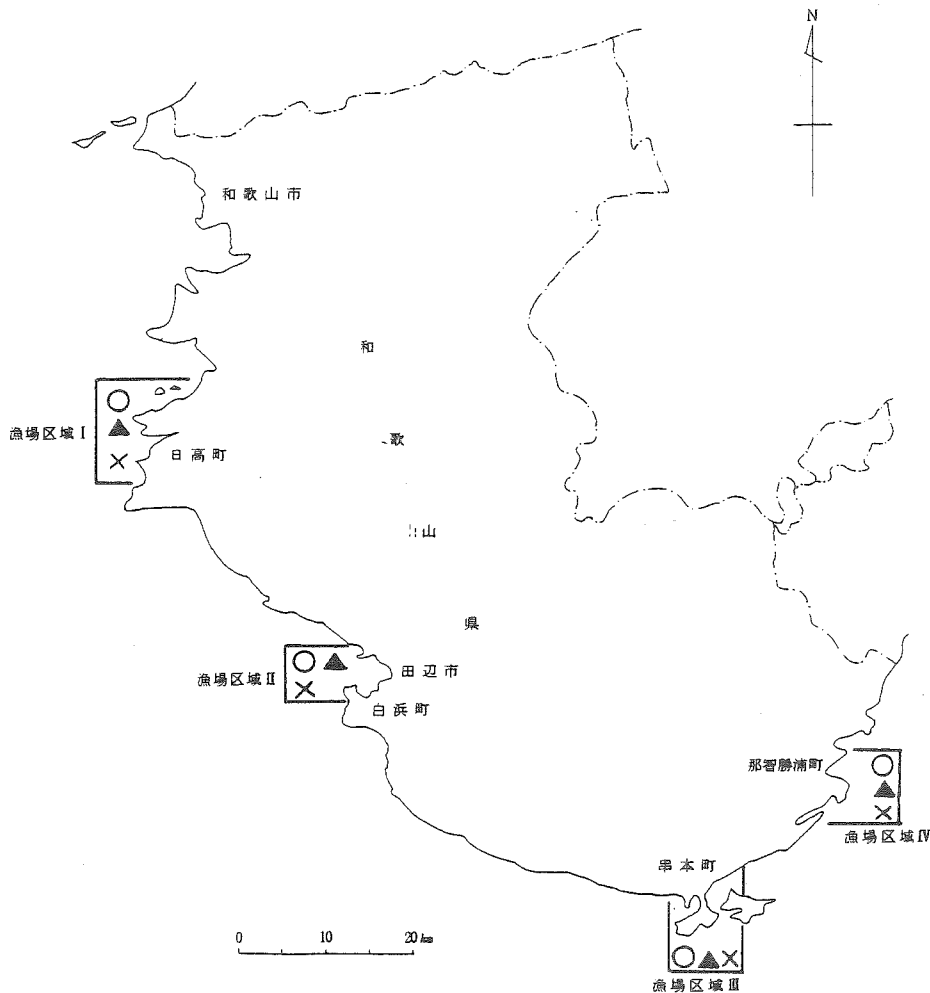 N
和歌山市
和
歌
山
県
漁場区域Ⅰ
日高町
漁場区域Ⅱ
田辺市
白浜町
那智勝浦町
漁場区域Ⅳ
串本町
漁場区域Ⅲ
0 10 20km